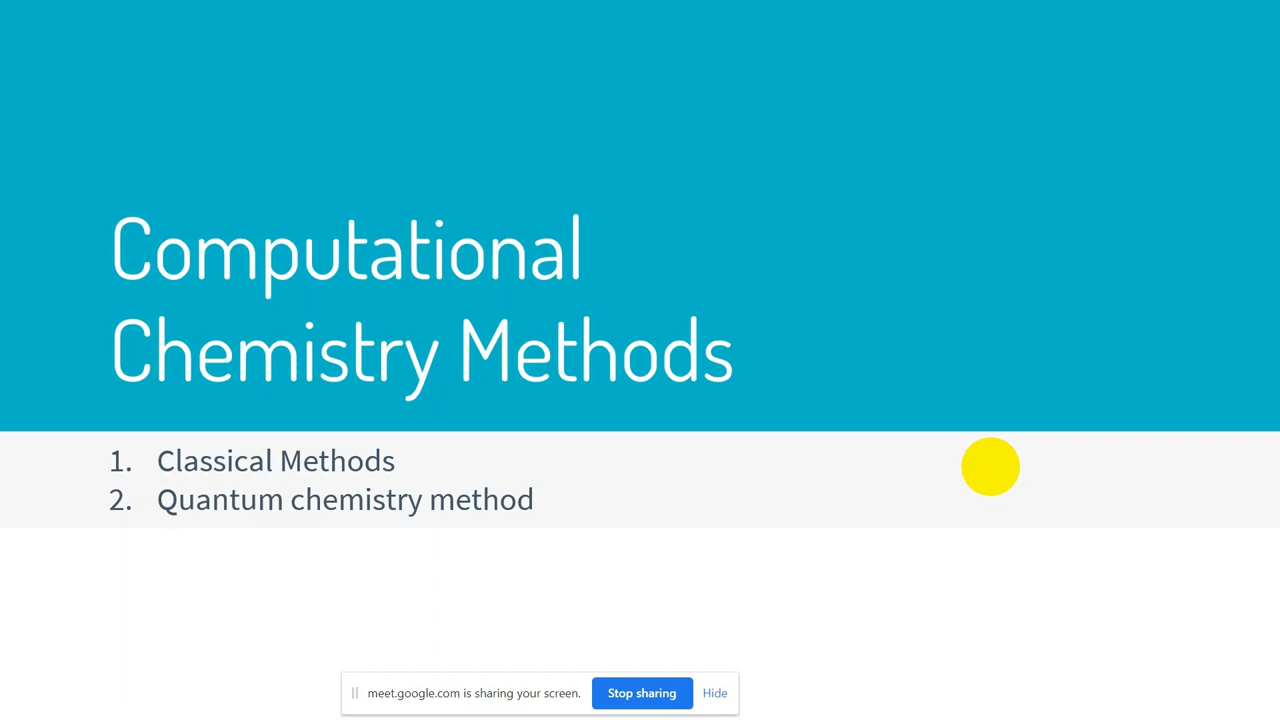 Computational
Chemistry Methods
1. Classical Methods
2. Quantum chemistry method
meet.google.com is sharing your screen. Stop sharing Hide